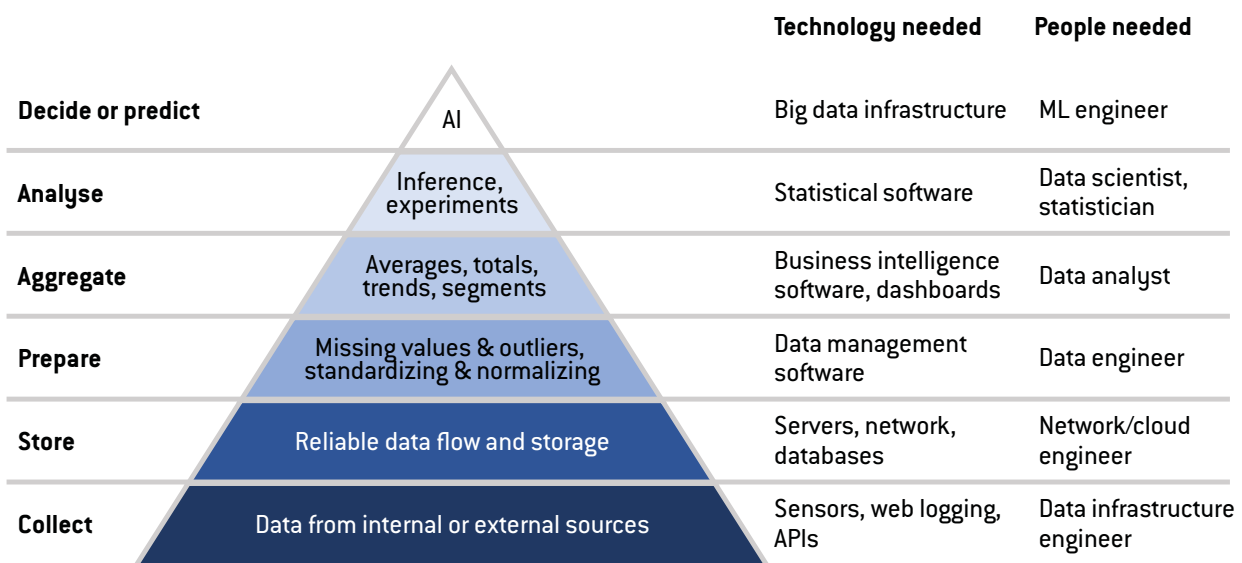 Technology needed People needed
Decide or predict
AI
Big data infrastructure
ML engineer
Analyse
Inference,
experiments
Statistical software
Data scientist,
statistician
Aggregate
Averages, totals,
trends, segments
Business intelligence
software, dashboards
Data analyst
Prepare
Missing values & outliers,
standardizing & normalizing
Data management
software
Data engineer
Store
Reliable data flow and storage
Servers, network,
databases
Network/cloud
engineer
Collect
Data from internal or external sources
Sensors, web logging,
APIs
Data infrastructure
engineer